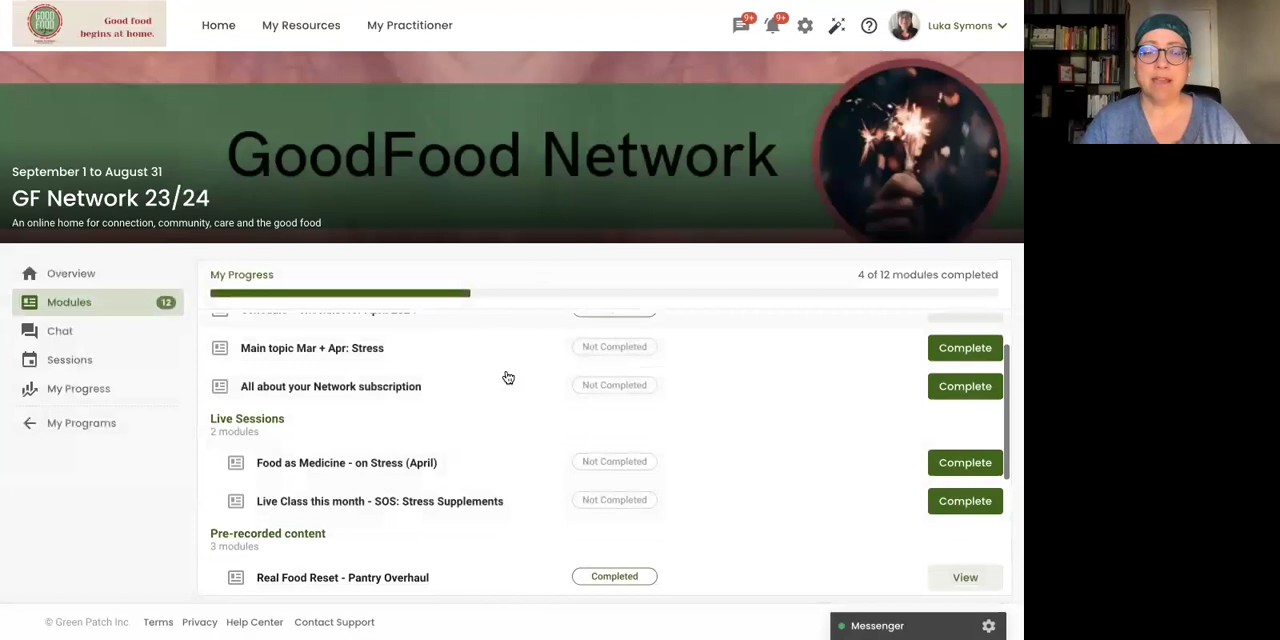 GOOD FOOD
Good food
begins at home.
Home
My Resources
My Practitioner
9+
9+
Luka Symons
GoodFood Network
September 1 to August 31
GF Network 23/24
An online home for connection, community, care and the good food
Overview
Modules
12
Chat
Sessions
My Progress
My Programs
My Progress
4 of 12 modules completed
Main topic Mar + Apr: Stress
Not Completed
Complete
All about your Network subscription
Not Completed
Complete
Live Sessions
2 modules
Food as Medicine - on Stress (April)
Not Completed
Complete
Live Class this month - SOS: Stress Supplements
Not Completed
Complete
Pre-recorded content
3 modules
Real Food Reset - Pantry Overhaul
Completed
View
© Green Patch Inc
Terms
Privacy
Help Center
Contact Support
Messenger